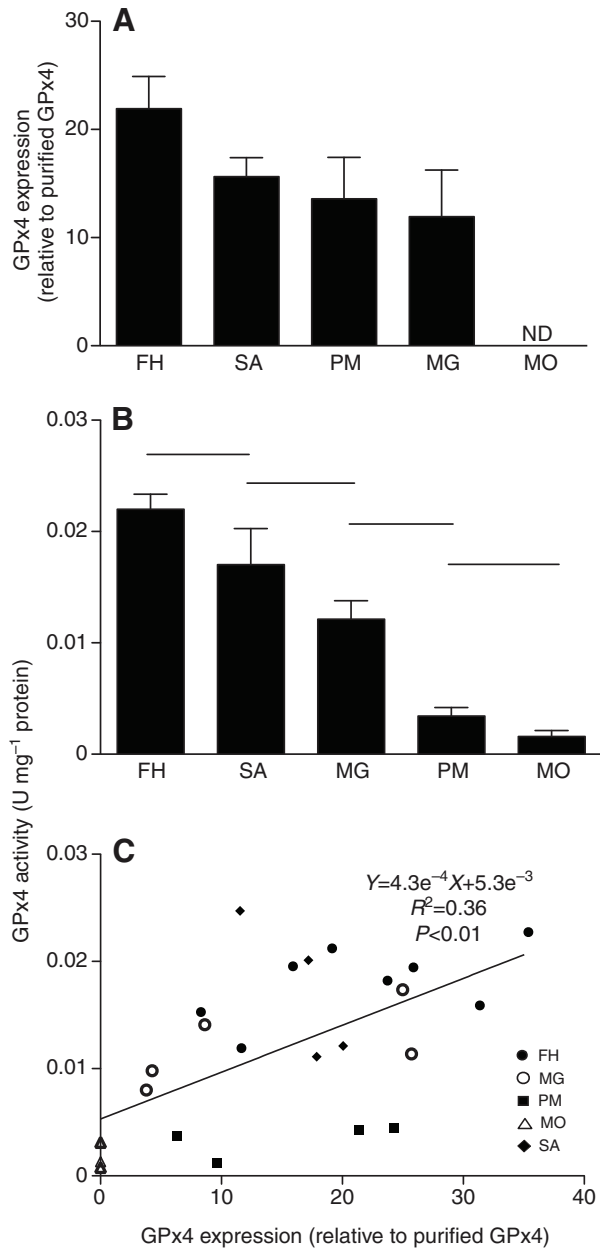 A
30
20
10
0
GPx4 expression
(relative to purified GPx4)
ND
FH SA PM MG MO
B
0.03
0.02
0.01
0
FH SA MG PM MO
GPx4 activity (U mg⁻¹ protein)
C
0.03
0.02
0.01
0
Y=4.3e⁻⁴X+5.3e⁻³
R²=0.36
P<0.01
FH
MG
PM
MO
SA
0 10 20 30 40
GPx4 expression (relative to purified GPx4)